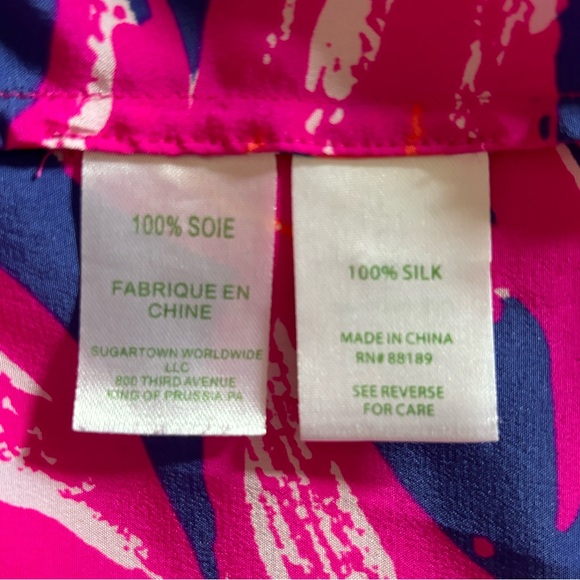 100% SOIE
FABRIQUE EN
CHINE
SUGARTOWN WORLDWIDE
LLC
800 THIRD AVENUE
KING OF PRUSSIA, PA
100% SILK
MADE IN CHINA
RN# 88189
SEE REVERSE
FOR CARE